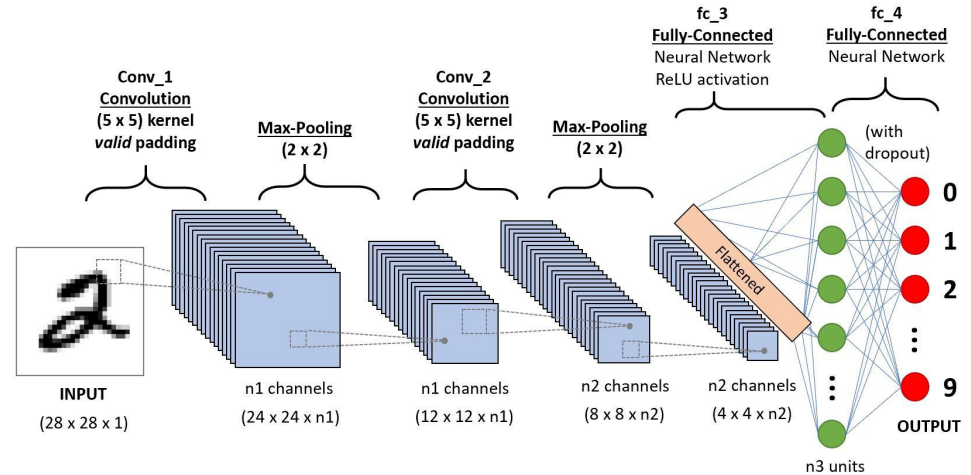 fc_3
Fully-Connected
Neural Network
ReLU activation
fc_4
Fully-Connected
Neural Network
Conv_1
Convolution
(5 x 5) kernel
valid padding
Max-Pooling
(2 x 2)
Conv_2
Convolution
(5 x 5) kernel
valid padding
Max-Pooling
(2 x 2)
(with
dropout)
Flattened
0
1
2
...
9
...
INPUT
(28 x 28 x 1)
n1 channels
(24 x 24 x n1)
n1 channels
(12 x 12 x n1)
n2 channels
(8 x 8 x n2)
n2 channels
(4 x 4 x n2)
OUTPUT
n3 units